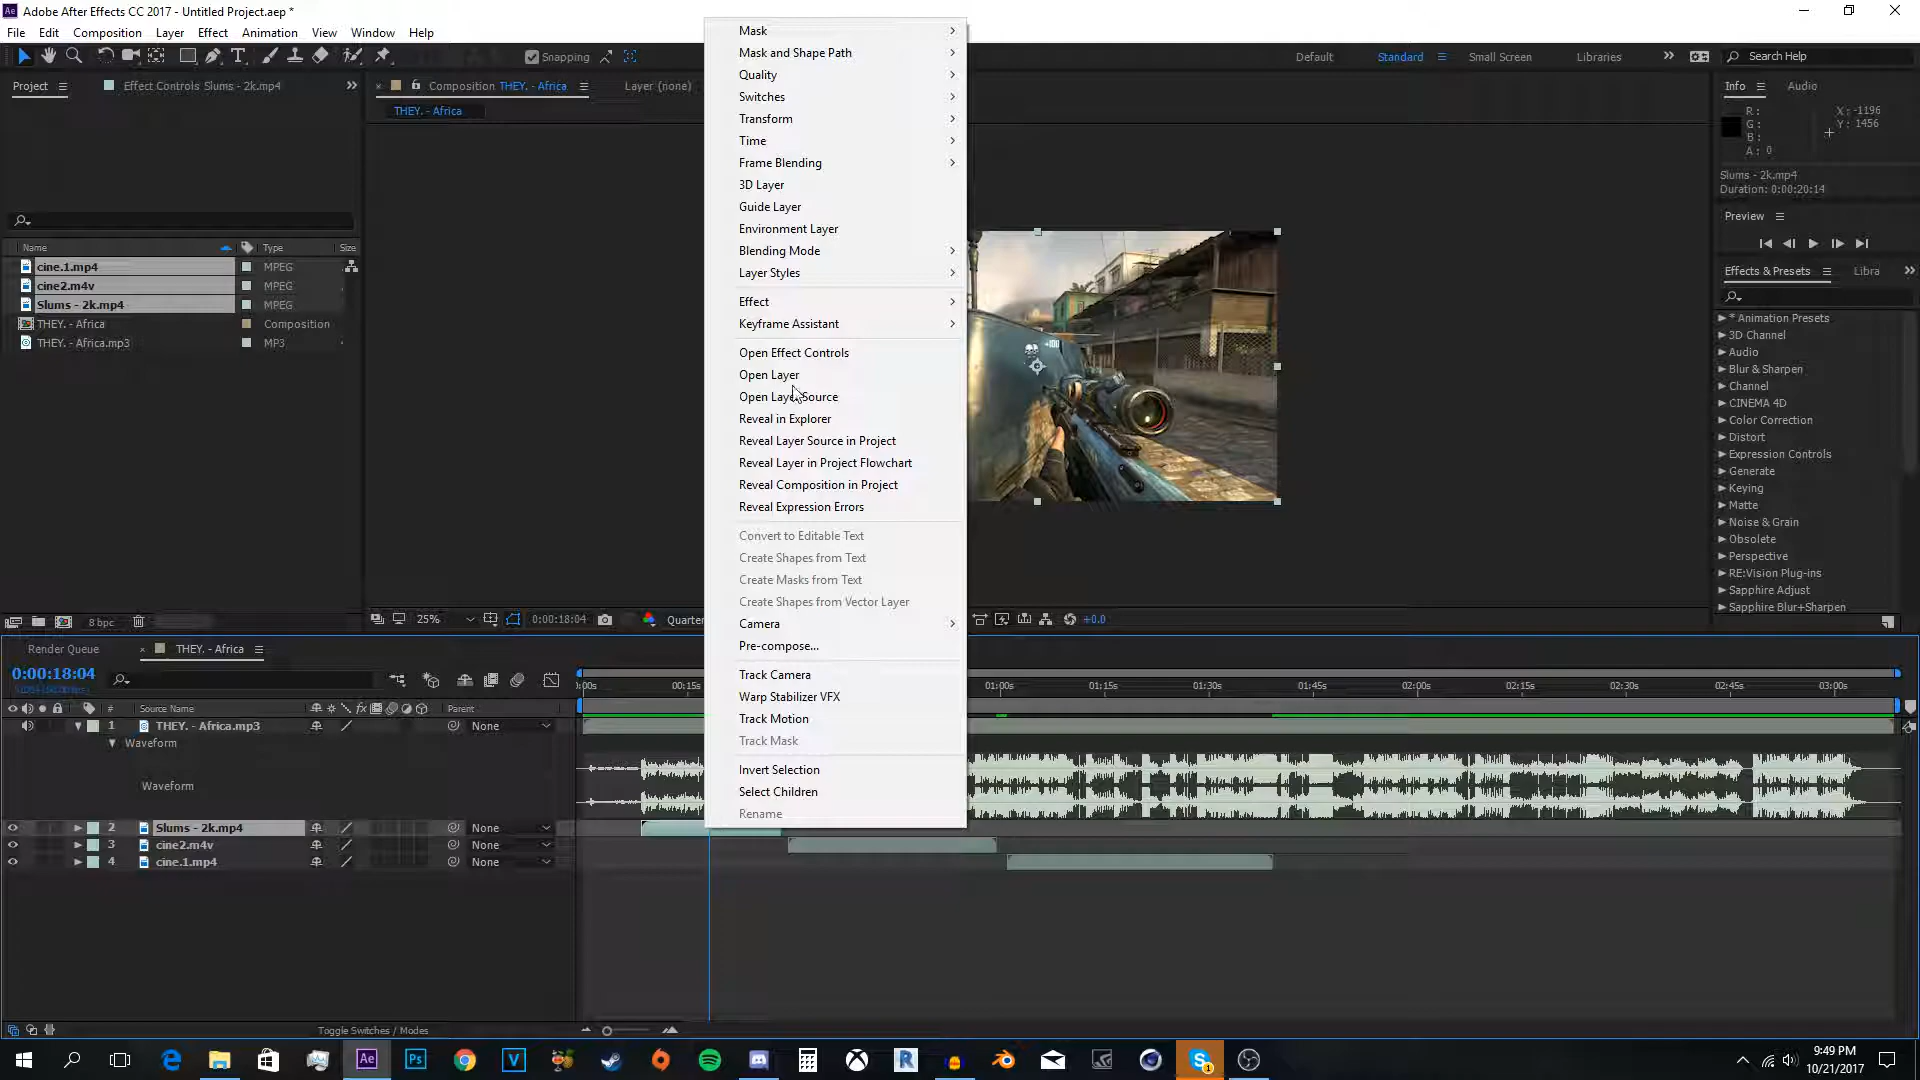 Adobe After Effects CC 2017 - Untitled Project.aep *
File Edit Composition Layer Effect Animation View Window Help
Snapping
Default Standard Small Screen Libraries Search Help
Project Effect Controls Slums - 2k.mp4
Composition THEY. - Africa Layer (none)
THEY. - Africa
Name Type Size
cine.1.mp4 MPEG
cine2.m4v MPEG
Slums - 2k.mp4 MPEG
THEY. - Africa Composition
THEY. - Africa.mp3 MP3
8 bpc
Mask
Mask and Shape Path
Quality
Switches
Transform
Time
Frame Blending
3D Layer
Guide Layer
Environment Layer
Blending Mode
Layer Styles
Effect
Keyframe Assistant
Open Effect Controls
Open Layer
Open Layer Source
Reveal in Explorer
Reveal Layer Source in Project
Reveal Layer in Project Flowchart
Reveal Composition in Project
Reveal Expression Errors
Convert to Editable Text
Create Shapes from Text
Create Masks from Text
Create Shapes from Vector Layer
Camera
Pre-compose...
Track Camera
Warp Stabilizer VFX
Track Motion
Track Mask
Invert Selection
Select Children
Rename
+100
25% 0:00:18:04 Quarter +0.0
Info Audio
R: X: -1196
G: Y: 1456
B:
A: 0
Slums - 2k.mp4
Duration: 0:00:20:14
Preview
Effects & Presets Libra
* Animation Presets
3D Channel
Audio
Blur & Sharpen
Channel
CINEMA 4D
Color Correction
Distort
Expression Controls
Generate
Keying
Matte
Noise & Grain
Obsolete
Perspective
RE:Vision Plug-ins
Sapphire Adjust
Sapphire Blur+Sharpen
Render Queue THEY. - Africa
0:00:18:04
:00s 00:15s 01:00s 01:15s 01:30s 01:45s 02:00s 02:15s 02:30s 02:45s 03:00s
# Source Name Parent
1 THEY. - Africa.mp3 None
Waveform
Waveform
2 Slums - 2k.mp4 None
3 cine2.m4v None
4 cine.1.mp4 None
Toggle Switches / Modes
9:49 PM
10/21/2017